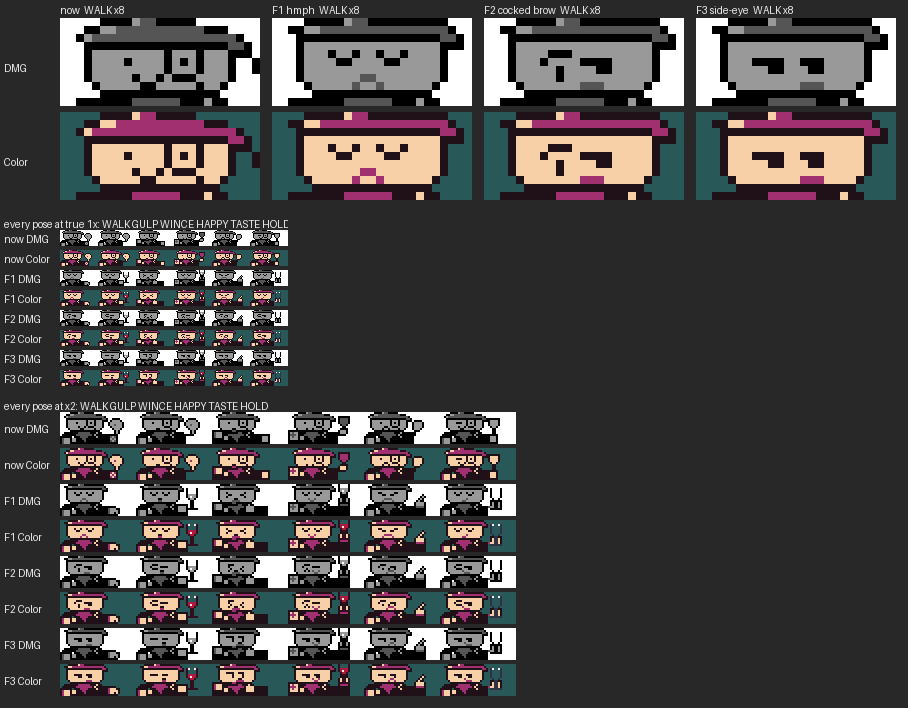 now WALK x8
F1 hmph WALK x8
F2 cocked brow WALK x8
F3 side-eye WALK x8
DMG
Color
every pose at true 1x: WALK GULP WINCE HAPPY TASTE HOLD
now DMG
now Color
F1 DMG
F1 Color
F2 DMG
F2 Color
F3 DMG
F3 Color
every pose at x2: WALK GULP WINCE HAPPY TASTE HOLD
now DMG
now Color
F1 DMG
F1 Color
F2 DMG
F2 Color
F3 DMG
F3 Color